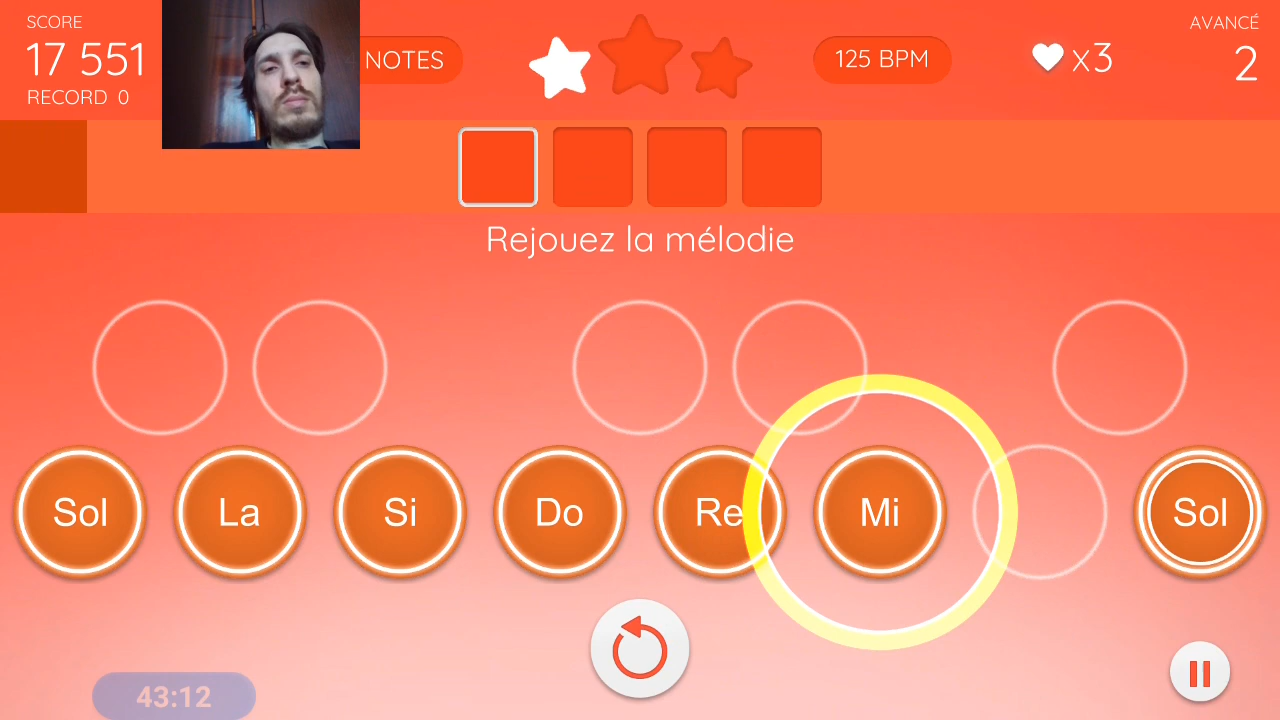 SCORE
17 551
RECORD 0
NOTES
125 BPM
x3
AVANCÉ
2
Rejouez la mélodie
Sol
La
Si
Do
Re
Mi
Sol
43:12